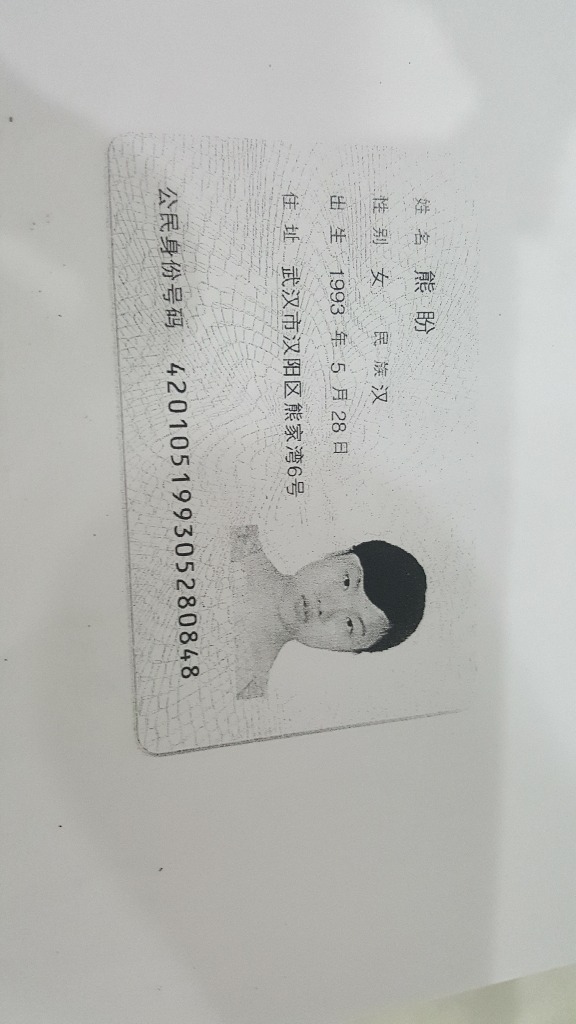 姓名 熊盼
性别 女 民族 汉
出生 1993 年 5 月 28 日
住址 武汉市汉阳区熊家湾6号
公民身份号码 420105199305280848